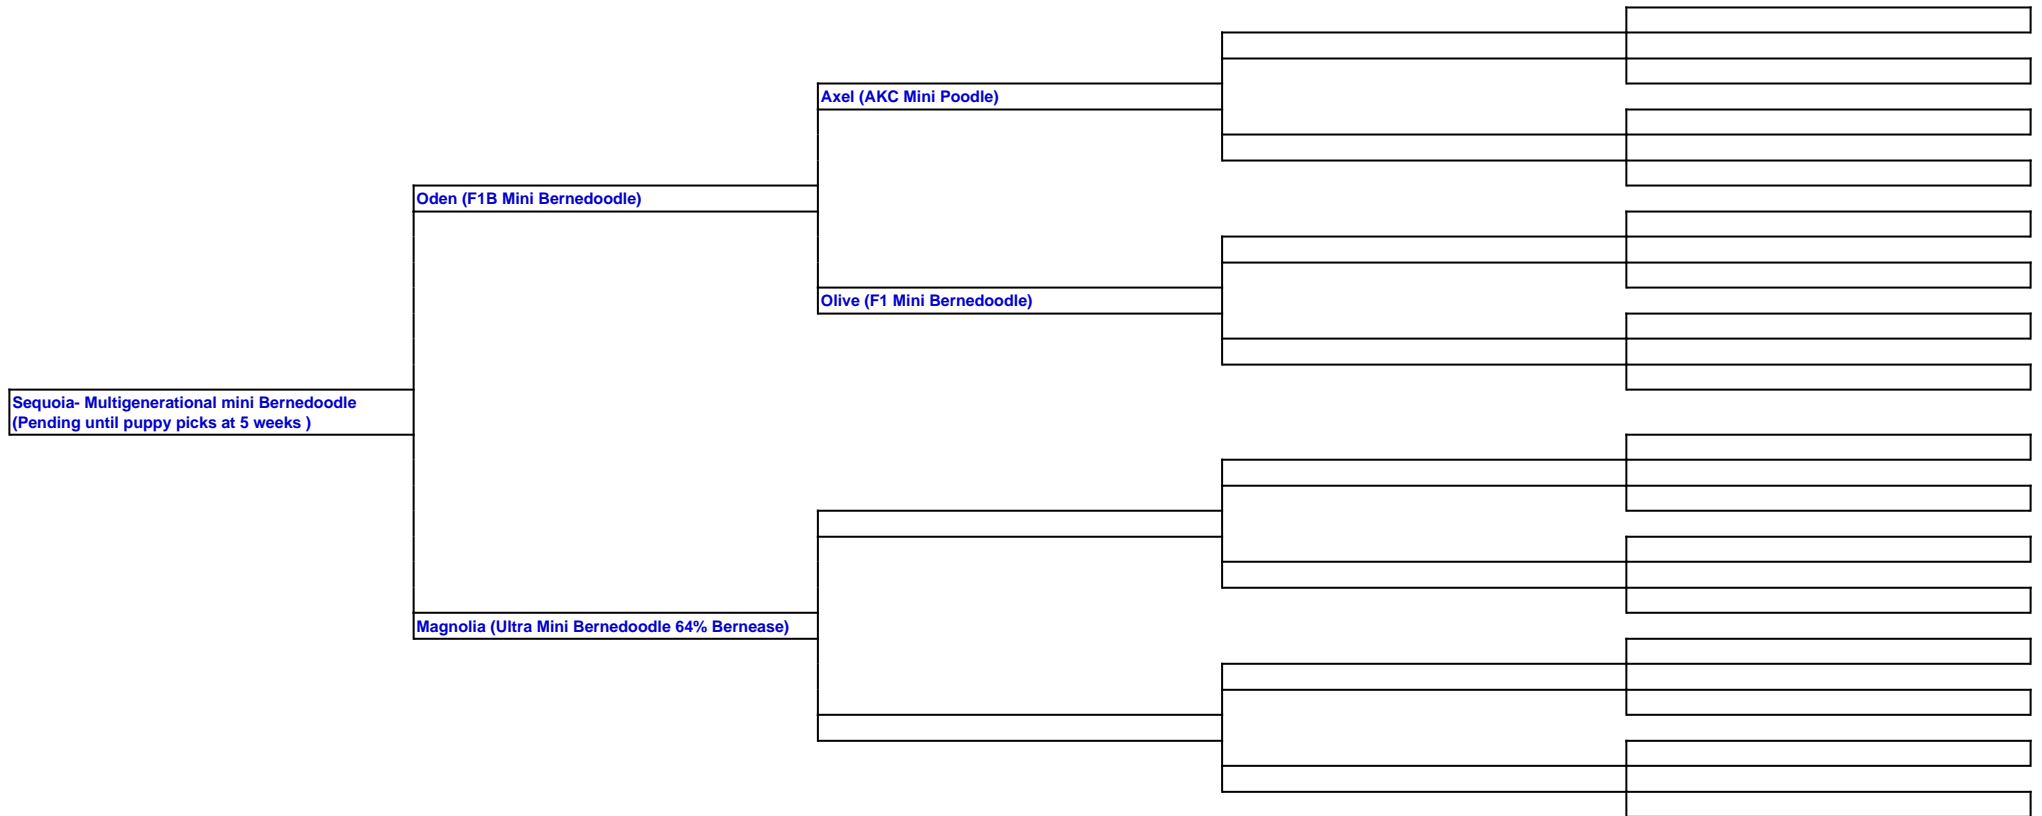 Axel (AKC Mini Poodle)
Oden (F1B Mini Bernedoodle)
Olive (F1 Mini Bernedoodle)
Sequoia- Multigenerational mini Bernedoodle
(Pending until puppy picks at 5 weeks )
Magnolia (Ultra Mini Bernedoodle 64% Bernease)